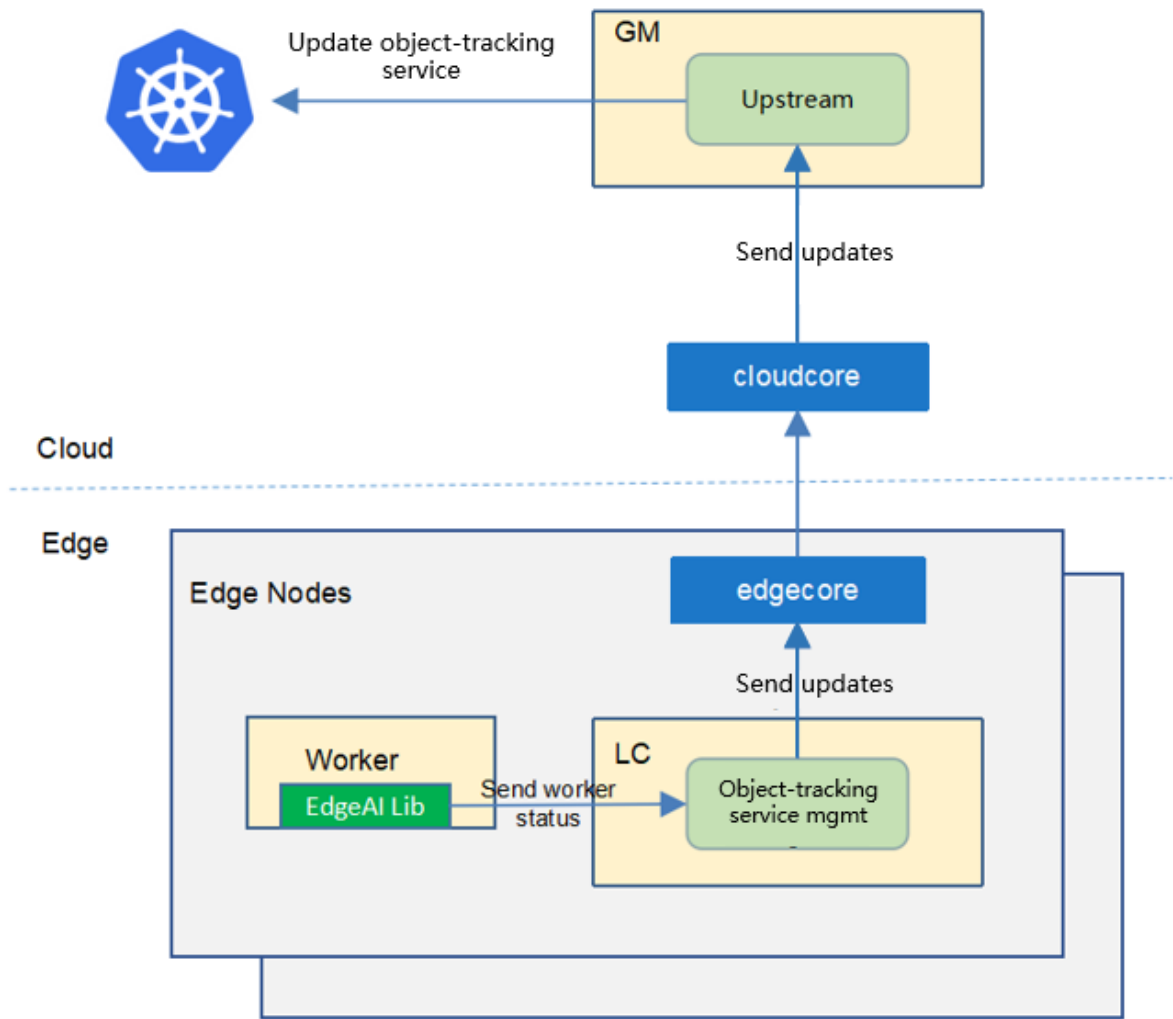 GM
Update object-tracking
service
Upstream
Send updates
cloudcore
Cloud
Edge
Edge Nodes
edgecore
Send updates
Worker
LC
EdgeAI Lib
Send worker
status
Object-tracking
service mgmt